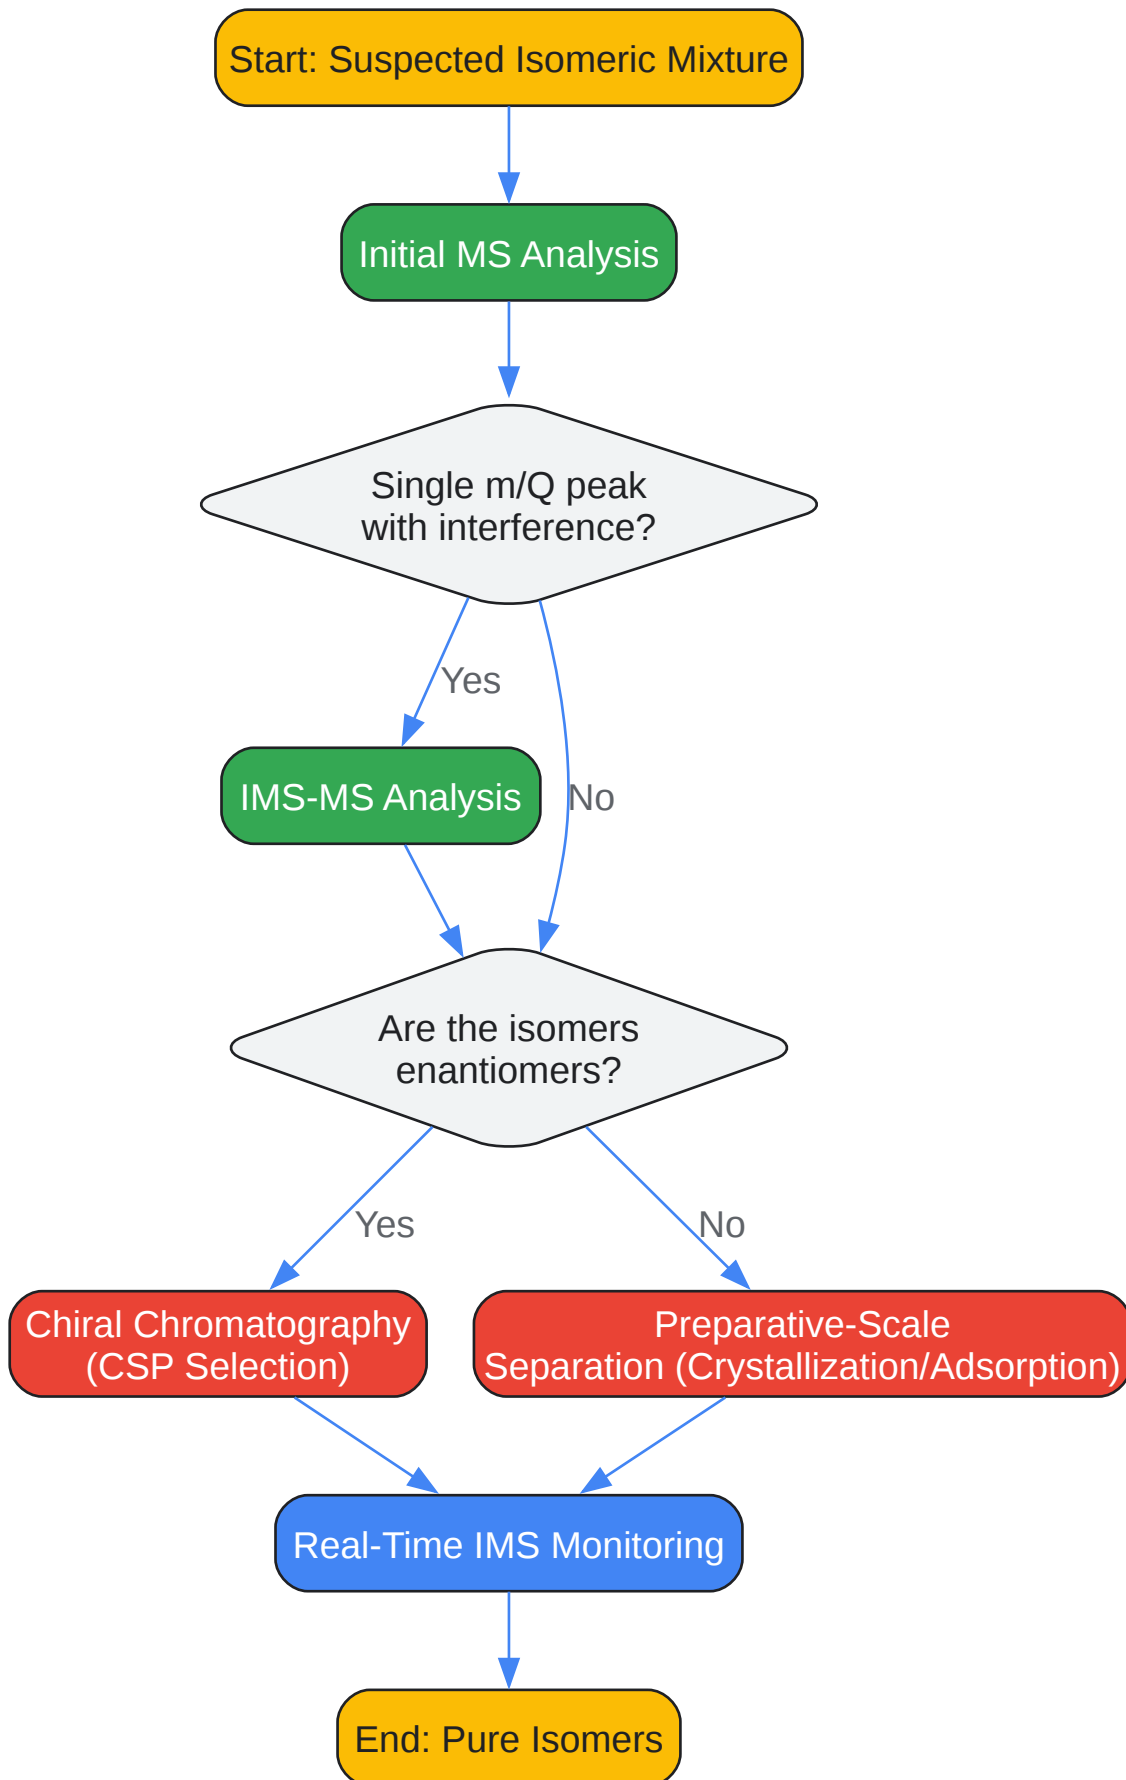 Start: Suspected Isomeric Mixture
Initial MS Analysis
Single m/Q peak
with interference?
Yes
IMS-MS Analysis
No
Are the isomers
enantiomers?
Yes
No
Chiral Chromatography
(CSP Selection)
Preparative-Scale
Separation (Crystallization/Adsorption)
Real-Time IMS Monitoring
End: Pure Isomers